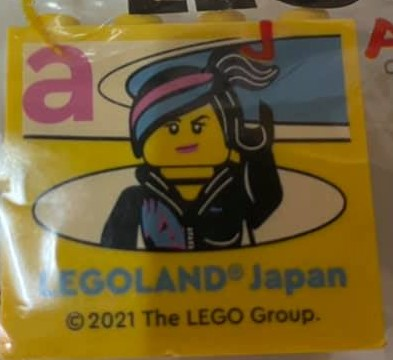 a
LEGOLAND® Japan
© 2021 The LEGO Group.